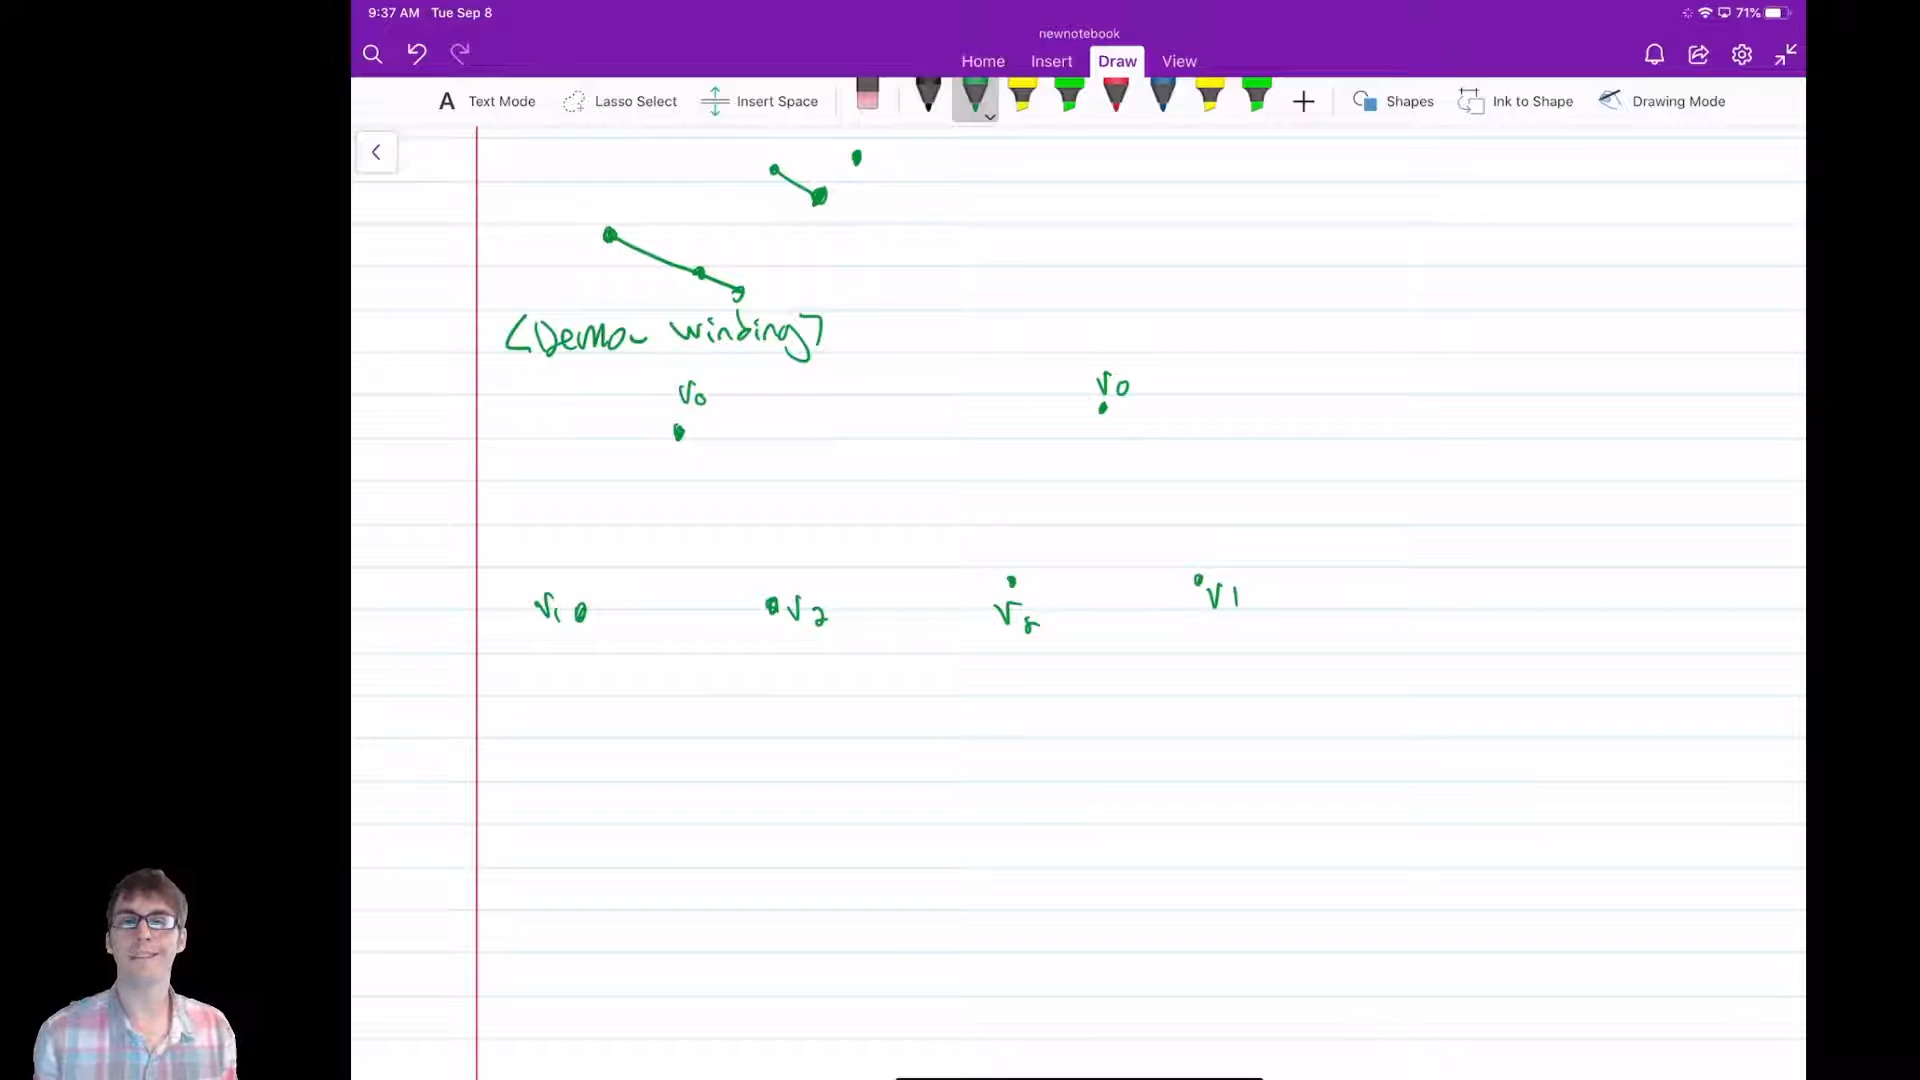 9:37 AM Tue Sep 8
71%
newnotebook
Home Insert Draw View
A Text Mode Lasso Select Insert Space Shapes Ink to Shape Drawing Mode
<Demo winding>
V0 V0
V1 V2 V2 V1